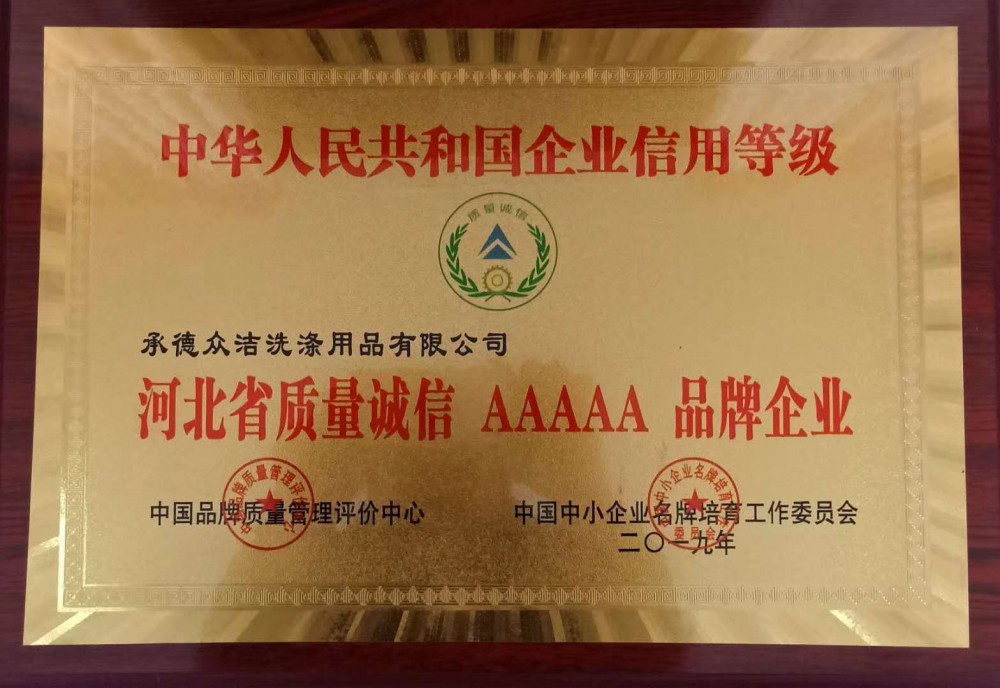 中华人民共和国企业信用等级
质量诚信
承德众洁洗涤用品有限公司
河北省质量诚信 AAAAA 品牌企业
中国品牌质量管理评价中心
中国中小企业名牌培育工作委员会
二〇一九年